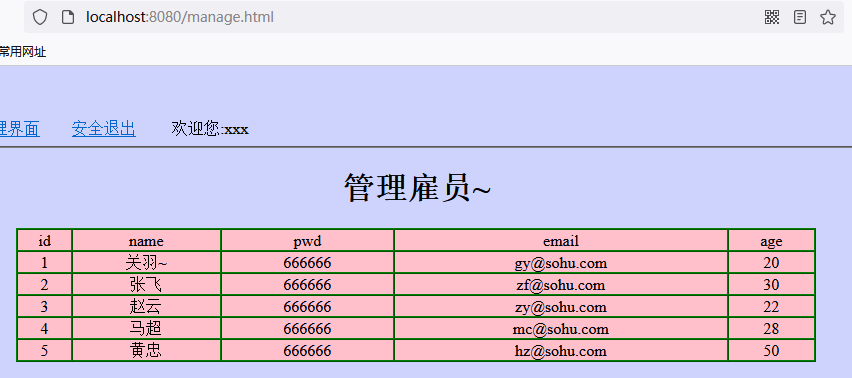 localhost:8080/manage.html
常用网址
理界面 安全退出 欢迎您:xxx
管理雇员~
id name pwd email age
1 关羽~ 666666 gy@sohu.com 20
2 张飞 666666 zf@sohu.com 30
3 赵云 666666 zy@sohu.com 22
4 马超 666666 mc@sohu.com 28
5 黄忠 666666 hz@sohu.com 50